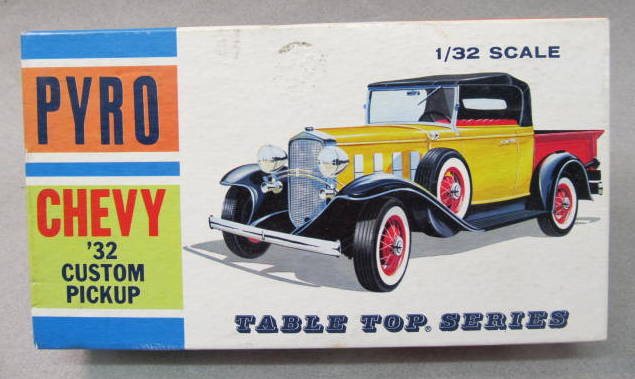 PYRO
CHEVY
'32
CUSTOM
PICKUP
1/32 SCALE
TABLE TOP® SERIES